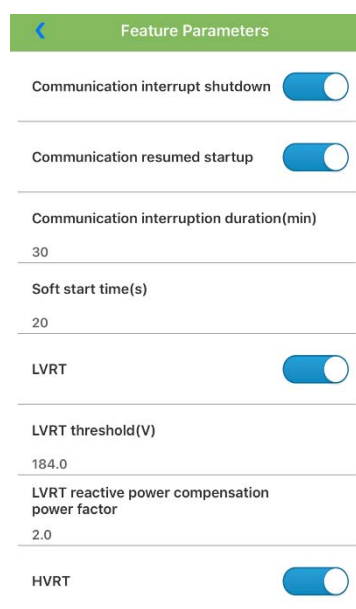 Feature Parameters
Communication interrupt shutdown
Communication resumed startup
Communication interruption duration(min)
30
Soft start time(s)
20
LVRT
LVRT threshold(V)
184.0
LVRT reactive power compensation
power factor
2.0
HVRT